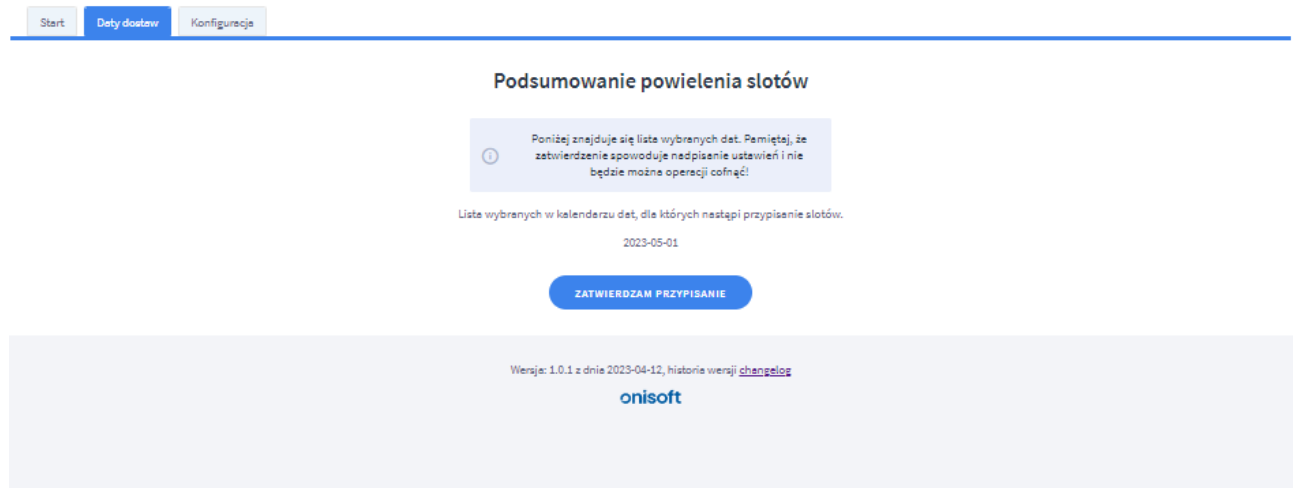 Start Daty dostaw Konfiguracja
Podsumowanie powielenia slotów
Poniżej znajduje się lista wybranych dat. Pamiętaj, że
zatwierdzenie spowoduje nadpisanie ustawień i nie
będzie można operacji cofnąć!
Lista wybranych w kalendarzu dat, dla których nastąpi przypisanie slotów.
2023-05-01
ZATWIERDZAM PRZYPISANIE
Wersja: 1.0.1 z dnia 2023-04-12, historia wersji changelog
onisoft